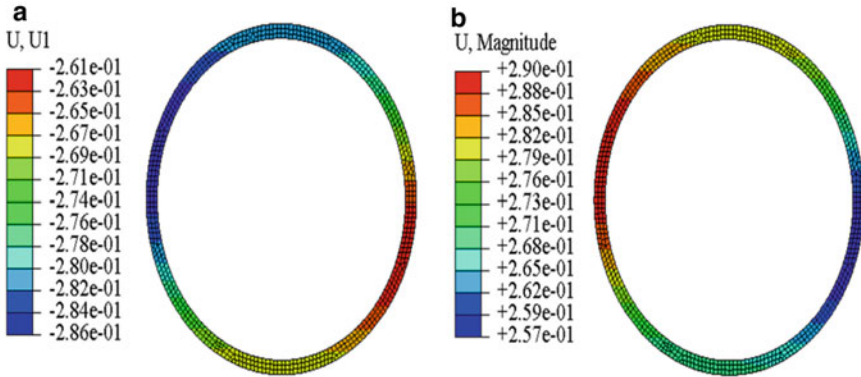 a
U, U1
-2.61e-01
-2.63e-01
-2.65e-01
-2.67e-01
-2.69e-01
-2.71e-01
-2.74e-01
-2.76e-01
-2.78e-01
-2.80e-01
-2.82e-01
-2.84e-01
-2.86e-01
b
U, Magnitude
+2.90e-01
+2.88e-01
+2.85e-01
+2.82e-01
+2.79e-01
+2.76e-01
+2.73e-01
+2.71e-01
+2.68e-01
+2.65e-01
+2.62e-01
+2.59e-01
+2.57e-01